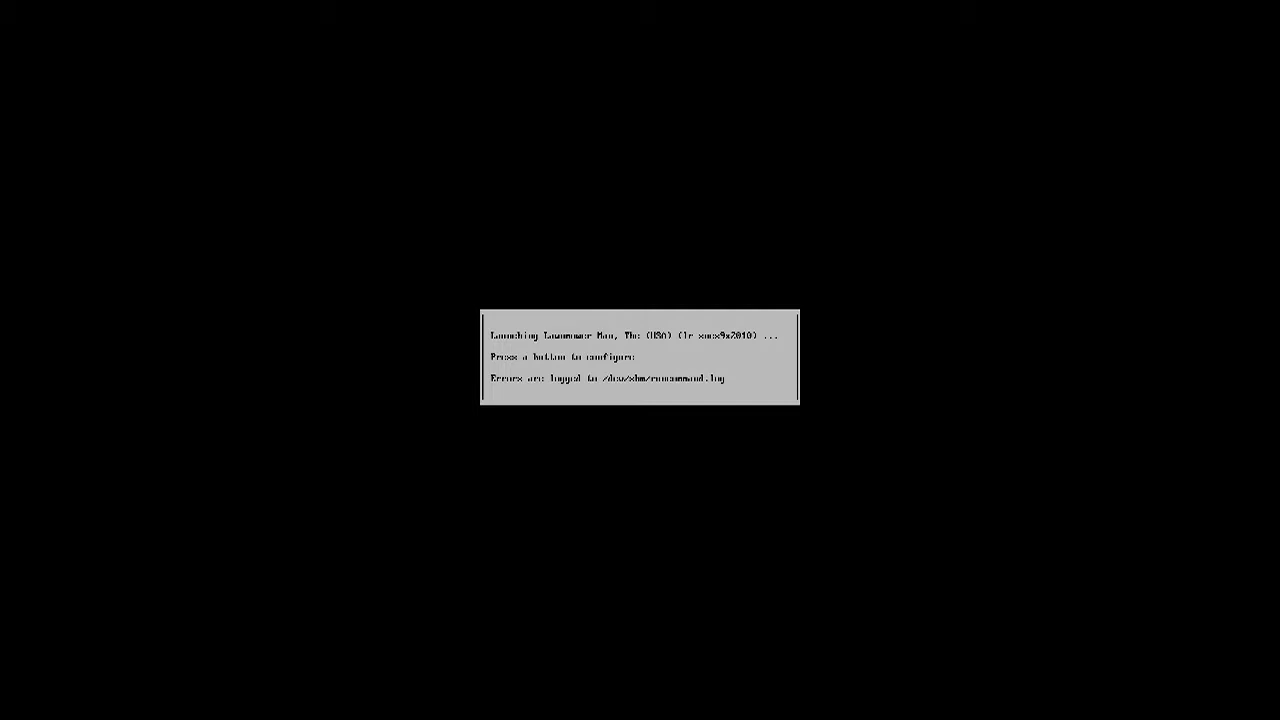 Launching Lawnmower Man, The (USA) (lr-snes9x2010) ...
Press a button to configure
Errors are logged to /dev/shm/runcommand.log